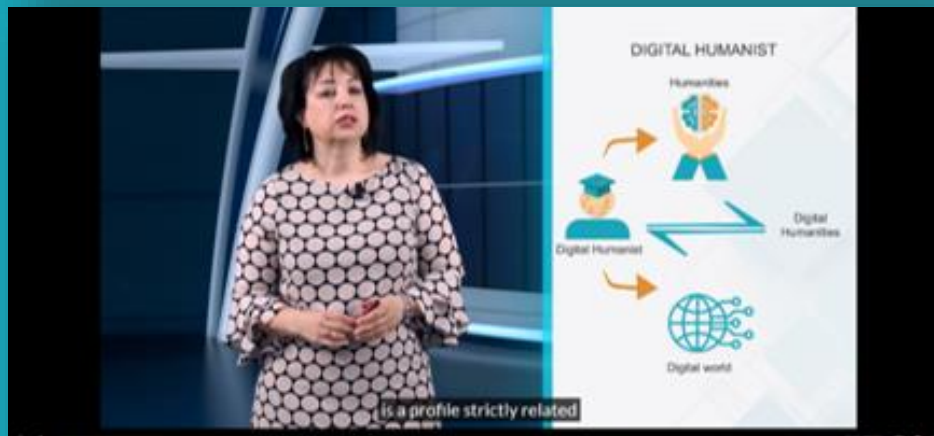 DIGITAL HUMANIST
Humanities
Digital Humanist
Digital
Humanities
Digital world
is a profile strictly related